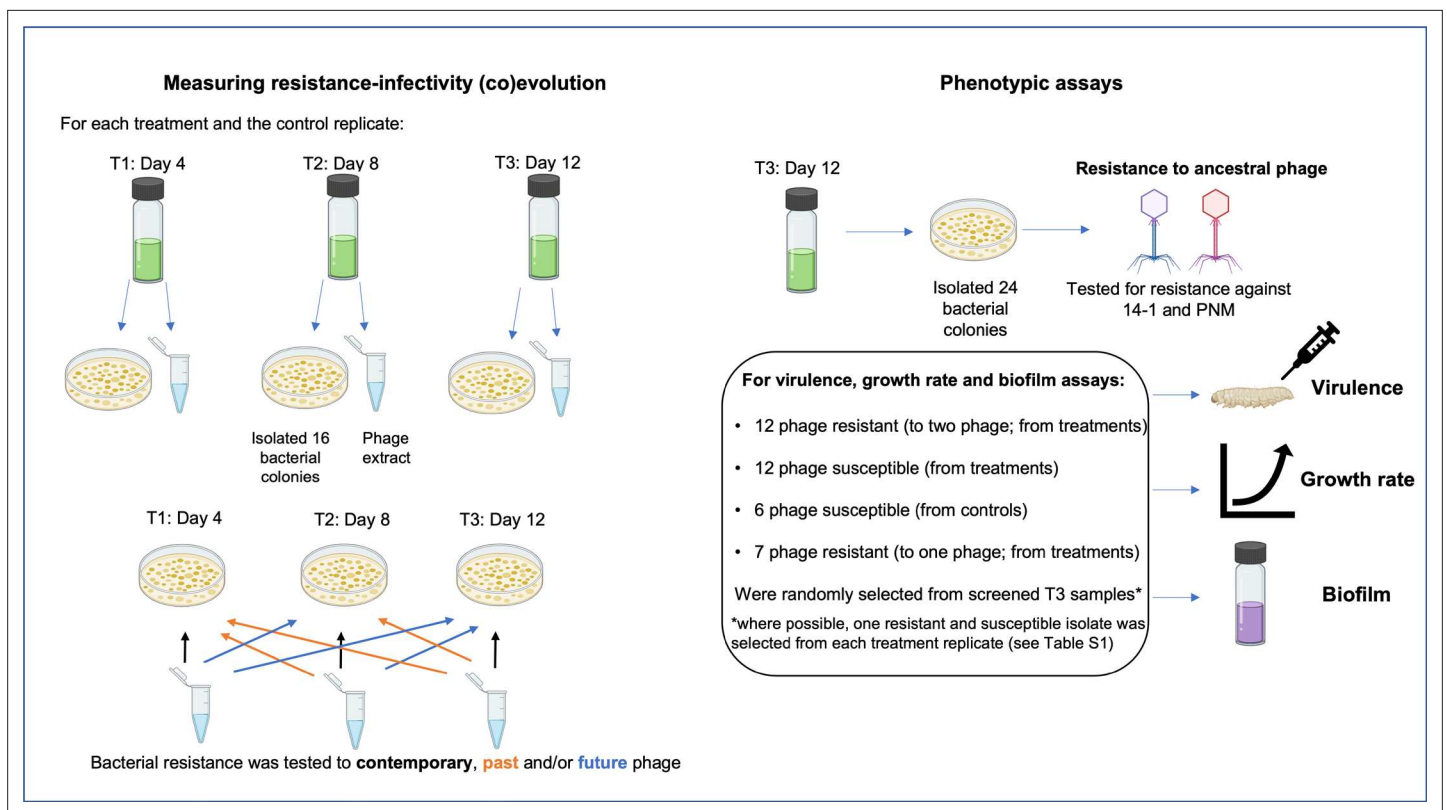 Measuring resistance-infectivity (co)evolution
For each treatment and the control replicate:
T1: Day 4
T2: Day 8
T3: Day 12
Isolated 16
bacterial
colonies
Phage
extract
T1: Day 4
T2: Day 8
T3: Day 12
Bacterial resistance was tested to contemporary, past and/or future phage
Phenotypic assays
T3: Day 12
Isolated 24
bacterial
colonies
Resistance to ancestral phage
Tested for resistance against
14-1 and PNM
For virulence, growth rate and biofilm assays:
• 12 phage resistant (to two phage; from treatments)
• 12 phage susceptible (from treatments)
• 6 phage susceptible (from controls)
• 7 phage resistant (to one phage; from treatments)
Were randomly selected from screened T3 samples*
*where possible, one resistant and susceptible isolate was
selected from each treatment replicate (see Table S1)
Virulence
Growth rate
Biofilm